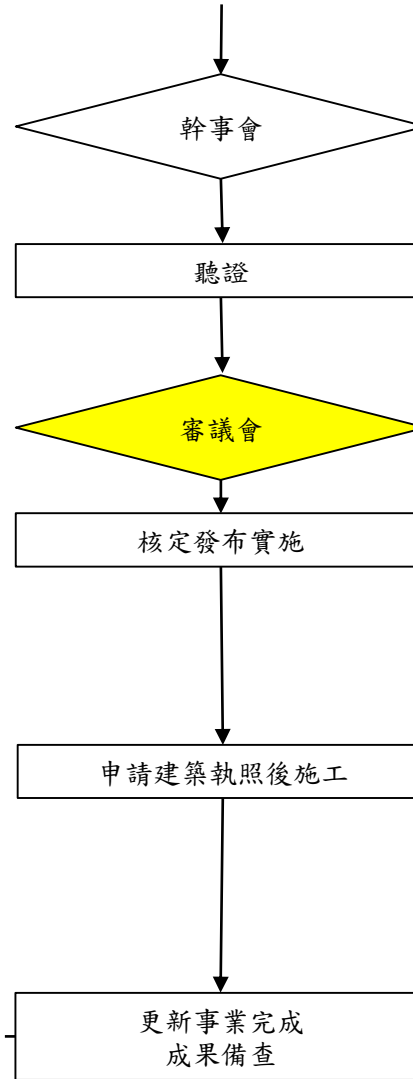 幹事會
聽證
審議會
核定發布實施
申請建築執照後施工
更新事業完成
成果備查